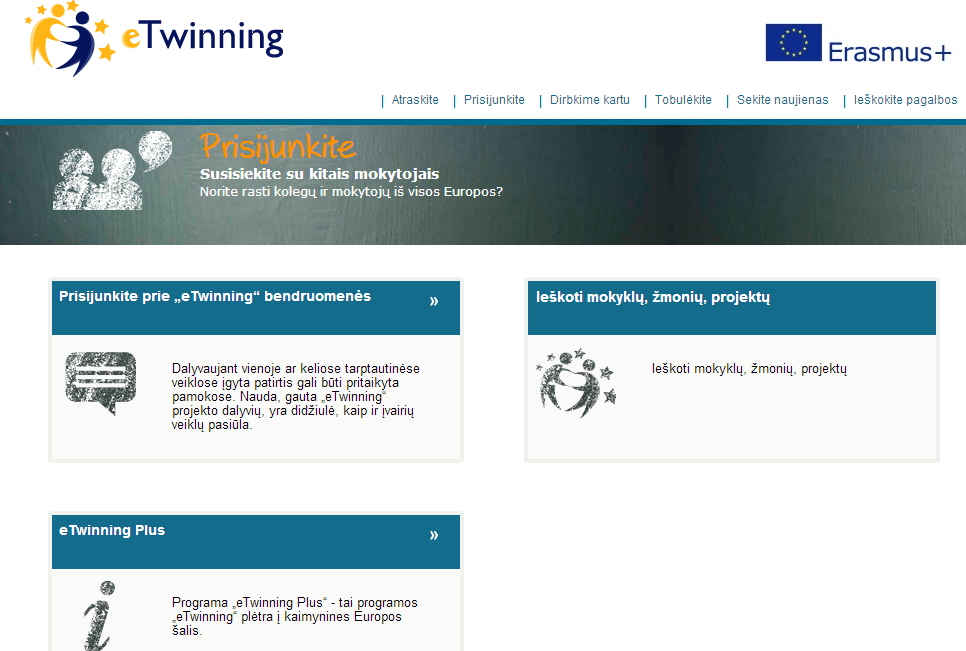 eTwinning
Erasmus+
| Atraskite | Prisijunkite | Dirbkime kartu | Tobulėkite | Sekite naujienas | Ieškokite pagalbos
Prisijunkite
Susisiekite su kitais mokytojais
Norite rasti kolegų ir mokytojų iš visos Europos?
Prisijunkite prie „eTwinning“ bendruomenės »
Dalyvaujant vienoje ar keliose tarptautinėse
veiklose įgyta patirtis gali būti pritaikyta
pamokose. Nauda, gauta „eTwinning“
projekto dalyvių, yra didžiulė, kaip ir įvairių
veiklų pasiūla.
Ieškoti mokyklų, žmonių, projektų
Ieškoti mokyklų, žmonių, projektų
eTwinning Plus »
Programa „eTwinning Plus“ - tai programos
„eTwinning“ plėtra į kaimynines Europos
šalis.